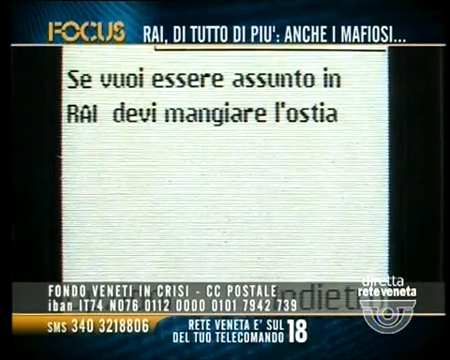 FOCUS RAI, DI TUTTO DI PIU': ANCHE I MAFIOSI...
Se vuoi essere assunto in
RAI devi mangiare l'ostia
Indiet
diretta
reteveneta
FONDO VENETI IN CRISI - CC POSTALE
iban IT74 N076 0112 0000 0101 7942 739
SMS 340 3218806
RETE VENETA E' SUL
DEL TUO TELECOMANDO 18